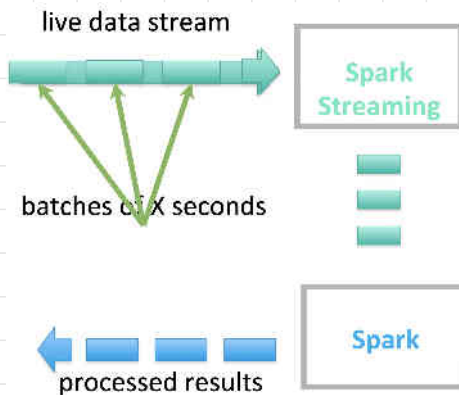 live data stream
Spark
Streaming
batches of X seconds
Spark
processed results